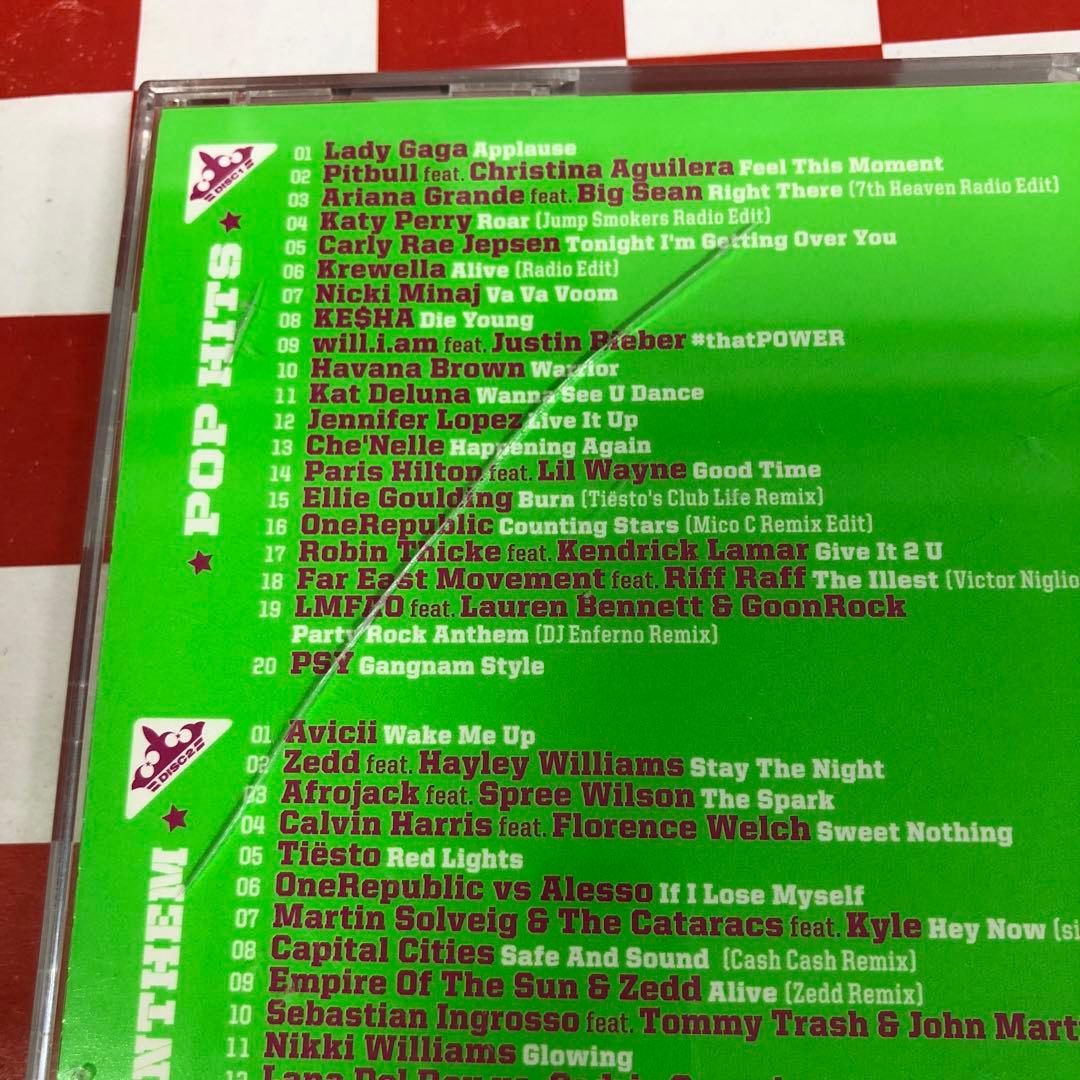 =DISC1=
POP HITS
01 Lady Gaga Applause
02 Pitbull feat. Christina Aguilera Feel This Moment
03 Ariana Grande feat. Big Sean Right There (7th Heaven Radio Edit)
04 Katy Perry Roar (Jump Smokers Radio Edit)
05 Carly Rae Jepsen Tonight I'm Getting Over You
06 Krewella Alive (Radio Edit)
07 Nicki Minaj Va Va Voom
08 KE$HA Die Young
09 will.i.am feat. Justin Bieber #thatPOWER
10 Havana Brown Warrior
11 Kat Deluna Wanna See U Dance
12 Jennifer Lopez Live It Up
13 Che'Nelle Happening Again
14 Paris Hilton feat. Lil Wayne Good Time
15 Ellie Goulding Burn (Tiësto's Club Life Remix)
16 OneRepublic Counting Stars (Mico C Remix Edit)
17 Robin Thicke feat. Kendrick Lamar Give It 2 U
18 Far East Movement feat. Riff Raff The Illest (Victor Niglio
19 LMFAO feat. Lauren Bennett & GoonRock
Party Rock Anthem (DJ Enferno Remix)
20 PSY Gangnam Style
=DISC2=
NTHEM
01 Avicii Wake Me Up
02 Zedd feat. Hayley Williams Stay The Night
03 Afrojack feat. Spree Wilson The Spark
04 Calvin Harris feat. Florence Welch Sweet Nothing
05 Tiësto Red Lights
06 OneRepublic vs Alesso If I Lose Myself
07 Martin Solveig & The Cataracs feat. Kyle Hey Now (si
08 Capital Cities Safe And Sound (Cash Cash Remix)
09 Empire Of The Sun & Zedd Alive (Zedd Remix)
10 Sebastian Ingrosso feat. Tommy Trash & John Mart
11 Nikki Williams Glowing
12 Lana Del Rey vs